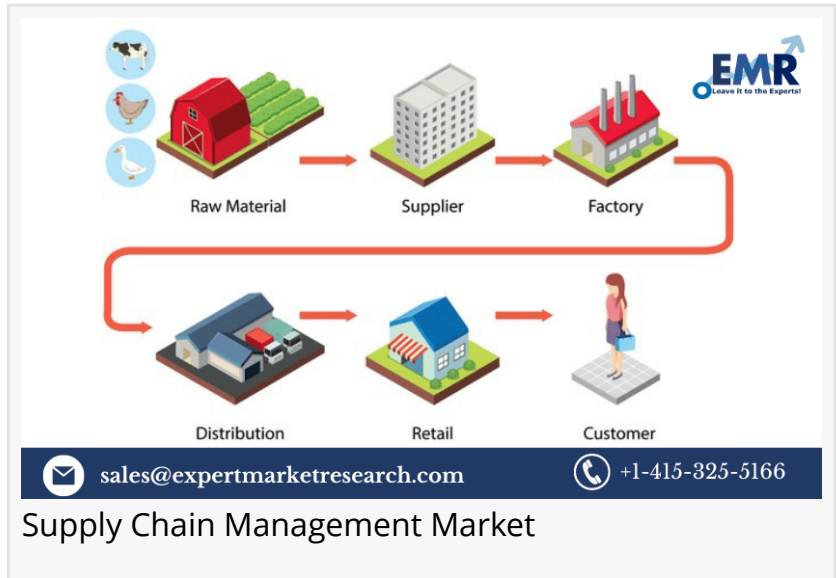 EMR
Leave it to the Experts!
Raw Material
Supplier
Factory
Distribution
Retail
Customer
sales@expertmarketresearch.com
+1-415-325-5166
Supply Chain Management Market